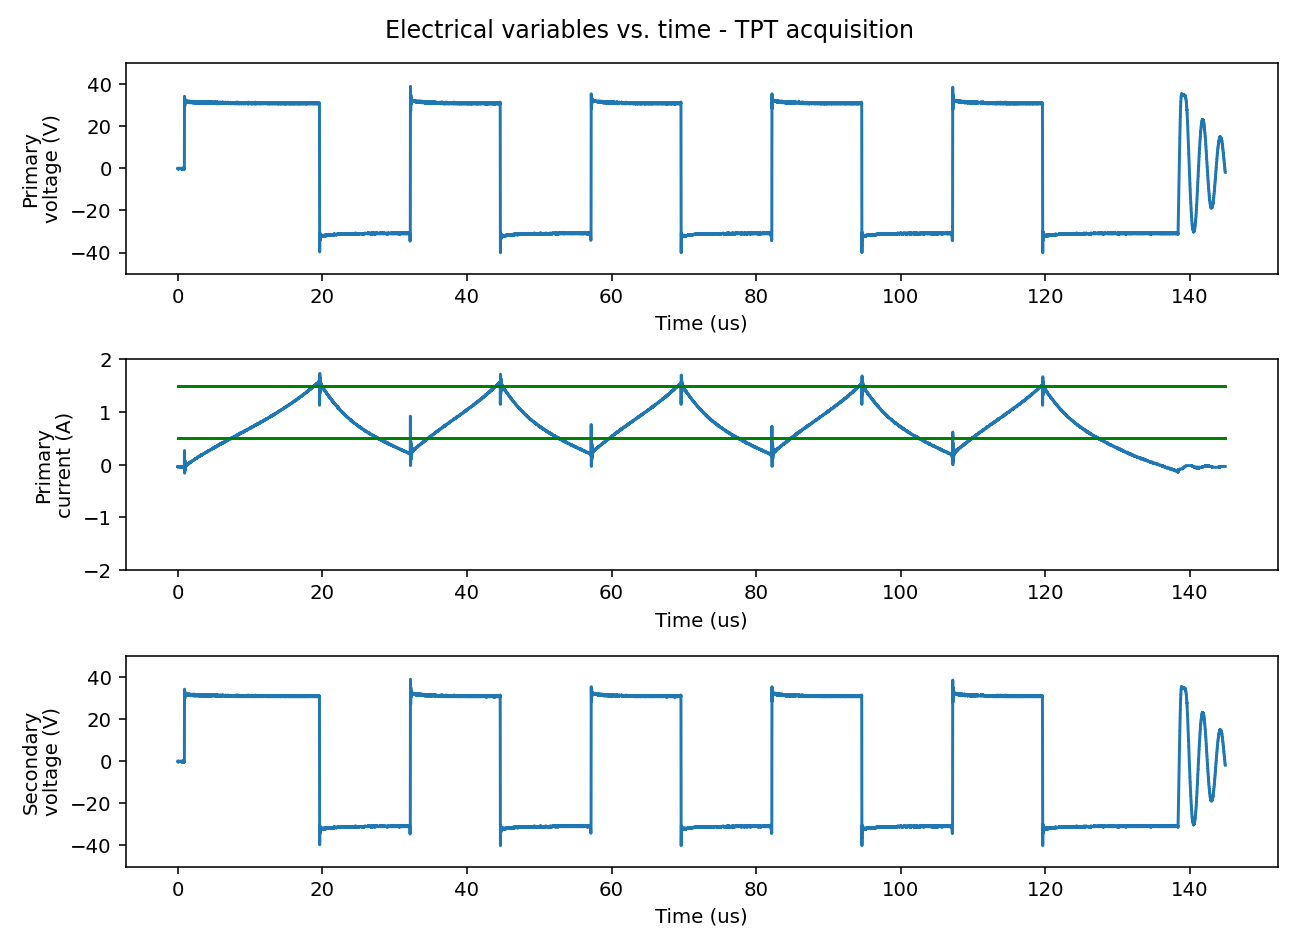 Electrical variables vs. time - TPT acquisition
Primary
voltage (V)
40
20
0
−20
−40
0 20 40 60 80 100 120 140
Time (us)
Primary
current (A)
2
1
0
−1
−2
0 20 40 60 80 100 120 140
Time (us)
Secondary
voltage (V)
40
20
0
−20
−40
0 20 40 60 80 100 120 140
Time (us)